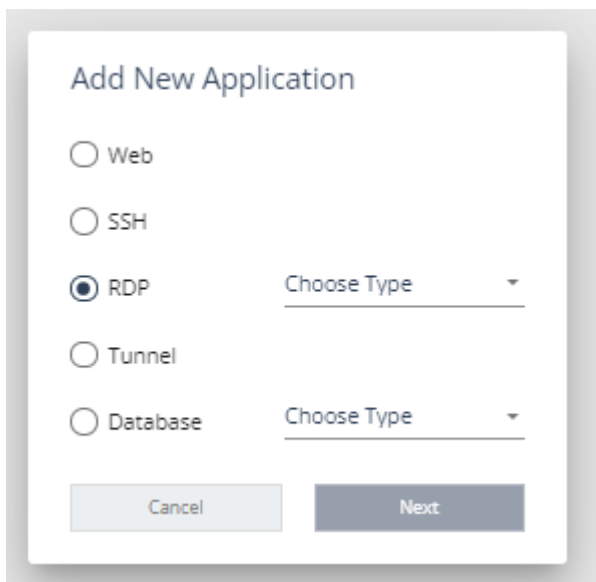 Add New Application
Web
SSH
RDP Choose Type
Tunnel
Database Choose Type
Cancel Next